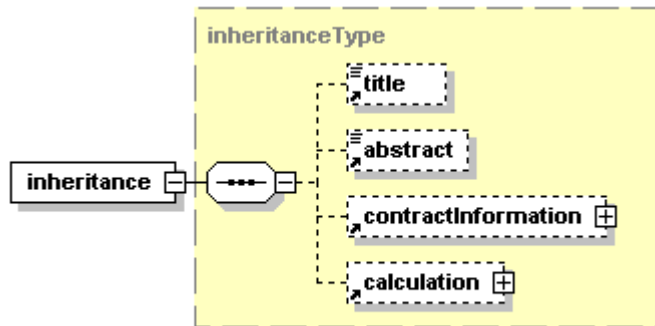 inheritanceType
title
abstract
inheritance
contractInformation
calculation